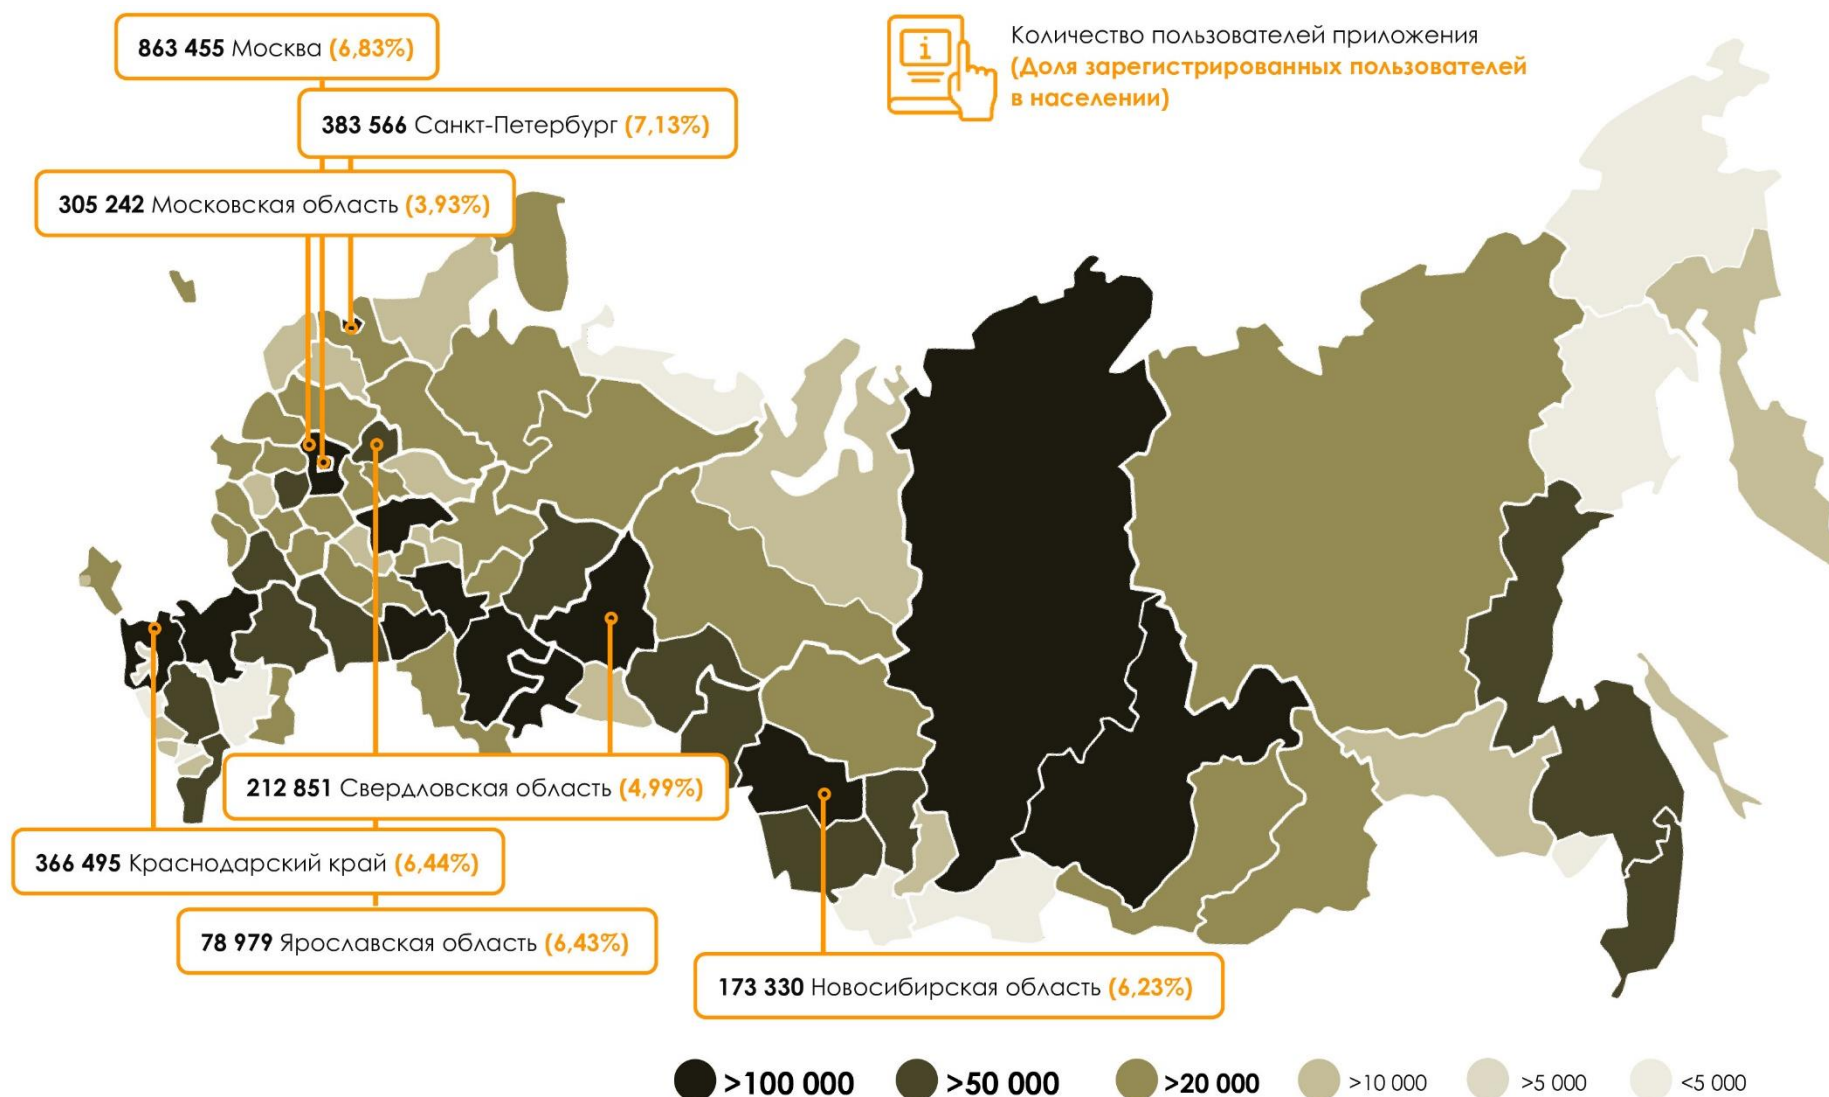 863 455 Москва (6,83%)
Количество пользователей приложения
(Доля зарегистрированных пользователей
в населении)
383 566 Санкт-Петербург (7,13%)
305 242 Московская область (3,93%)
212 851 Свердловская область (4,99%)
366 495 Краснодарский край (6,44%)
78 979 Ярославская область (6,43%)
173 330 Новосибирская область (6,23%)
>100 000
>50 000
>20 000
>10 000
>5 000
<5 000